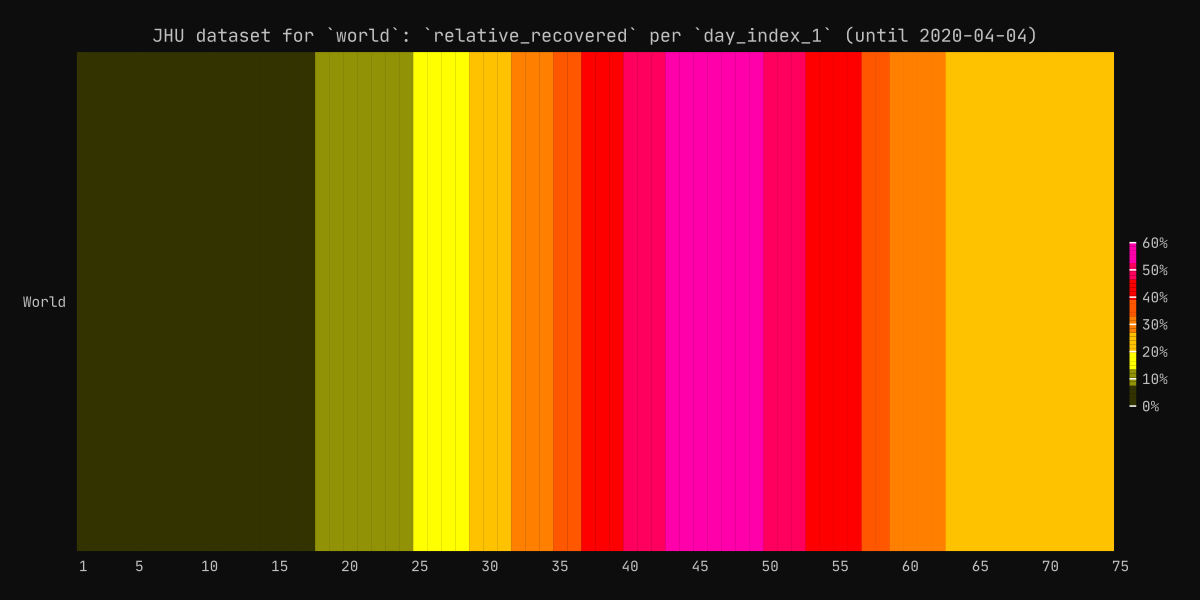 JHU dataset for `world`: `relative_recovered` per `day_index_1` (until 2020-04-04)
60%
50%
40%
30%
20%
10%
0%
World
1 5 10 15 20 25 30 35 40 45 50 55 60 65 70 75